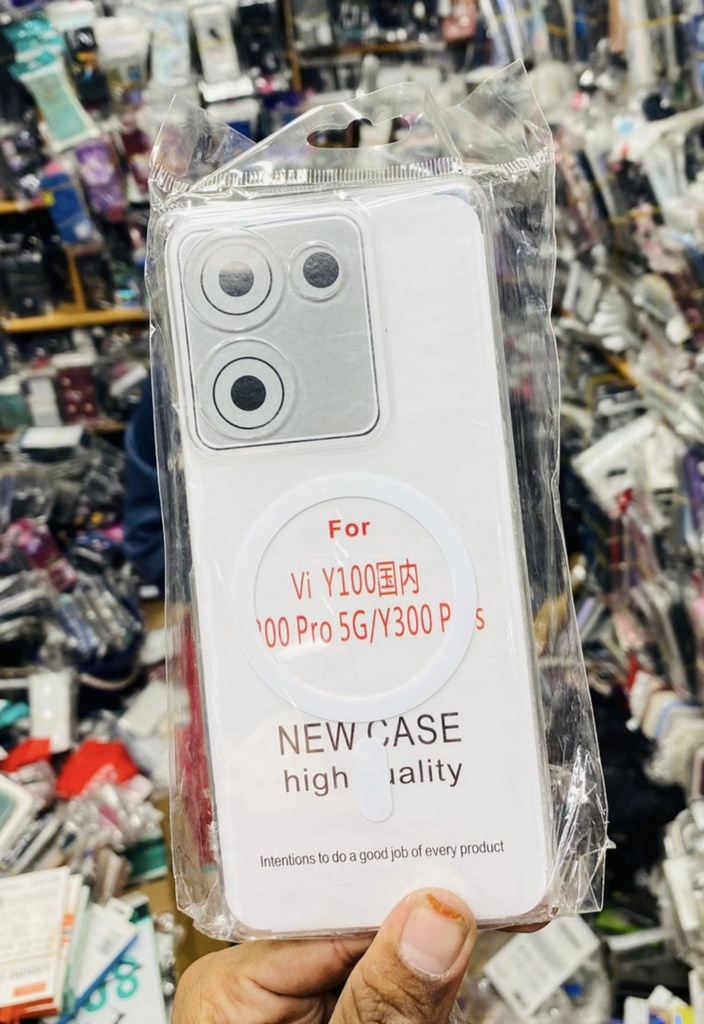 For
Vi Y100国内
00 Pro 5G/Y300 P s
NEW CASE
high uality
Intentions to do a good job of every product